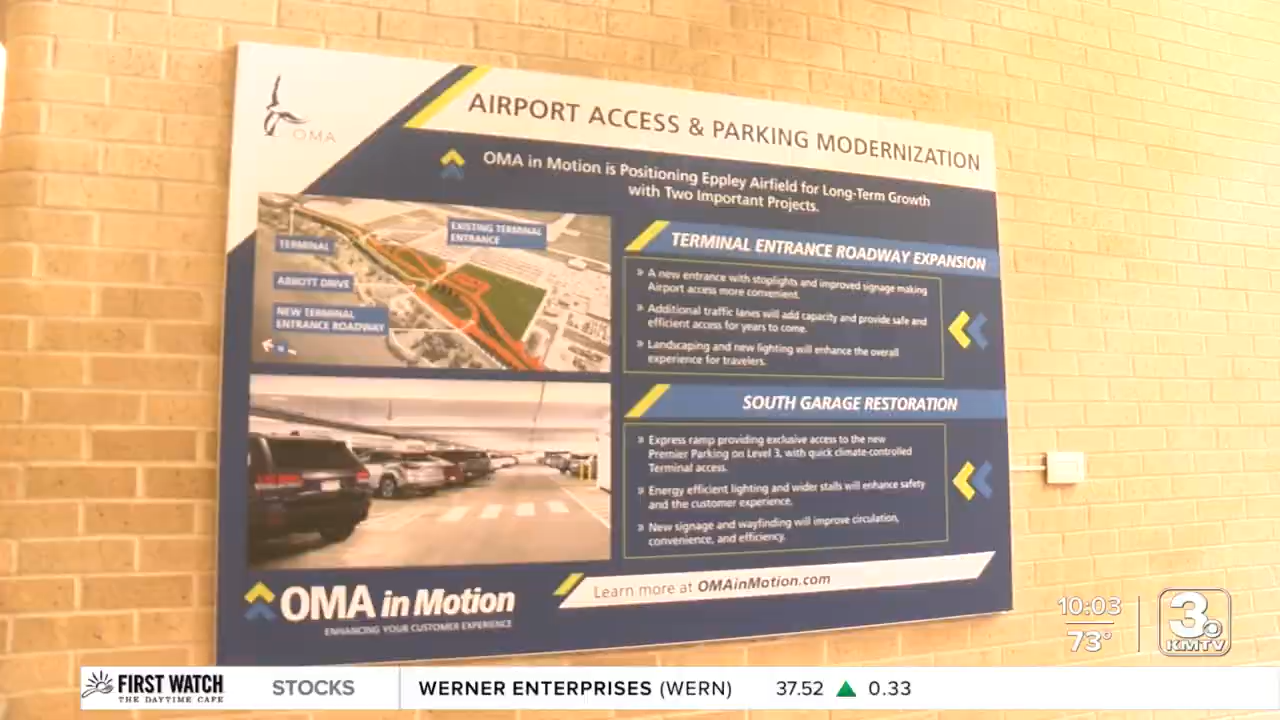 OMA
AIRPORT ACCESS & PARKING MODERNIZATION
OMA in Motion is Positioning Eppley Airfield for Long-Term Growth
with Two Important Projects.
EXISTING TERMINAL
ENTRANCE
TERMINAL
ABBOTT DRIVE
NEW TERMINAL
ENTRANCE ROADWAY
TERMINAL ENTRANCE ROADWAY EXPANSION
» A new entrance with stoplights and improved signage making
Airport access more convenient.
» Additional traffic lanes will add capacity and provide safe and
efficient access for years to come.
» Landscaping and new lighting will enhance the overall
experience for travelers.
SOUTH GARAGE RESTORATION
» Express ramp providing exclusive access to the new
Premier Parking on Level 3, with quick climate-controlled
Terminal access.
» Energy efficient lighting and wider stalls will enhance safety
and the customer experience.
» New signage and wayfinding will improve circulation,
convenience, and efficiency.
OMA in Motion
ENHANCING YOUR CUSTOMER EXPERIENCE
Learn more at OMAinMotion.com
10:03
73°
3
KMTV
FIRST WATCH
THE DAYTIME CAFE
STOCKS
WERNER ENTERPRISES (WERN) 37.52 ▲ 0.33